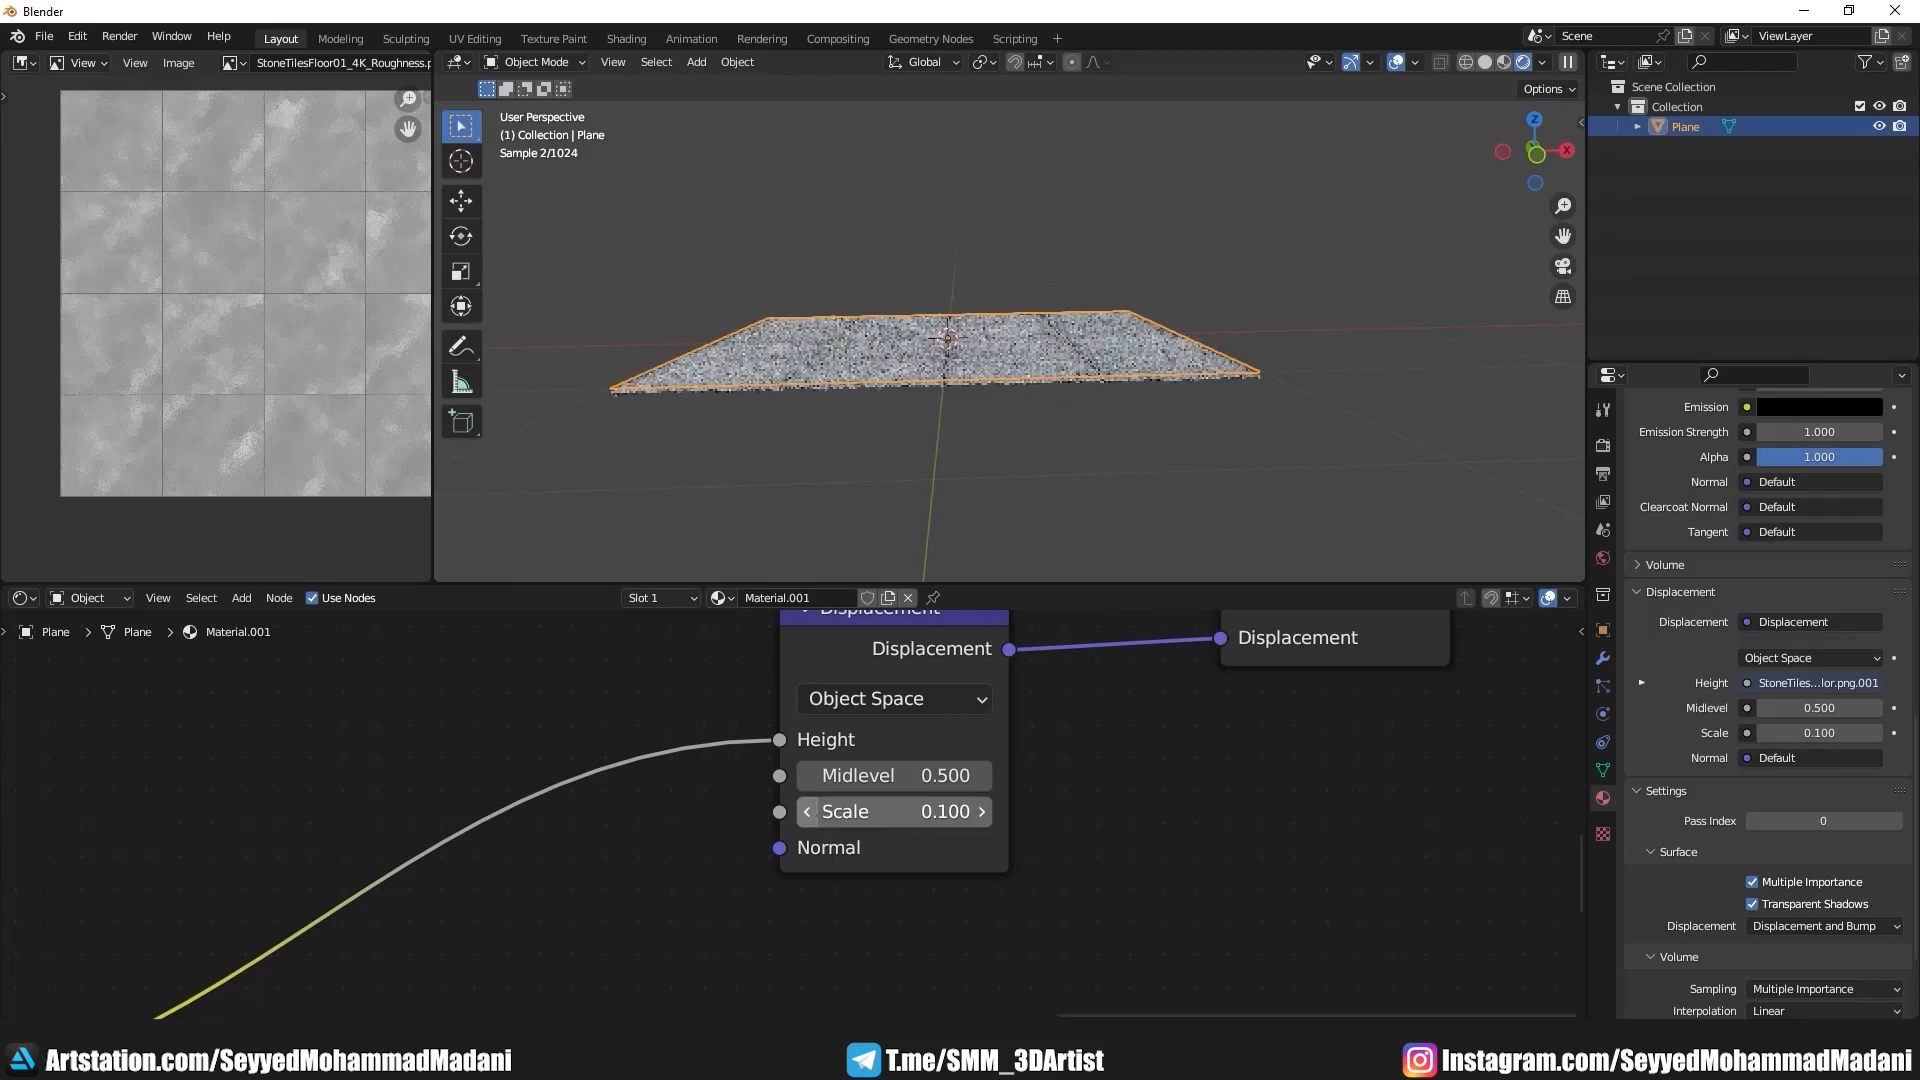 Blender
File Edit Render Window Help
Layout Modeling Sculpting UV Editing Texture Paint Shading Animation Rendering Compositing Geometry Nodes Scripting
Scene
ViewLayer
View View Image StoneTilesFloor01_4K_Roughness.p
Object Mode View Select Add Object
Global
Options
User Perspective
(1) Collection | Plane
Sample 2/1024
Z
X
Scene Collection
Collection
Plane
Emission
Emission Strength 1.000
Alpha 1.000
Normal Default
Clearcoat Normal Default
Tangent Default
Volume
Displacement
Displacement Displacement
Object Space
Height StoneTiles...lor.png.001
Midlevel 0.500
Scale 0.100
Normal Default
Settings
Pass Index 0
Surface
Multiple Importance
Transparent Shadows
Displacement Displacement and Bump
Volume
Sampling Multiple Importance
Interpolation Linear
Object View Select Add Node Use Nodes
Slot 1
Material.001
Plane Plane Material.001
Displacement
Displacement
Object Space
Height
Midlevel 0.500
Scale 0.100
Normal
Displacement
Artstation.com/SeyyedMohammadMadani
T.me/SMM_3DArtist
Instagram.com/SeyyedMohammadMadani